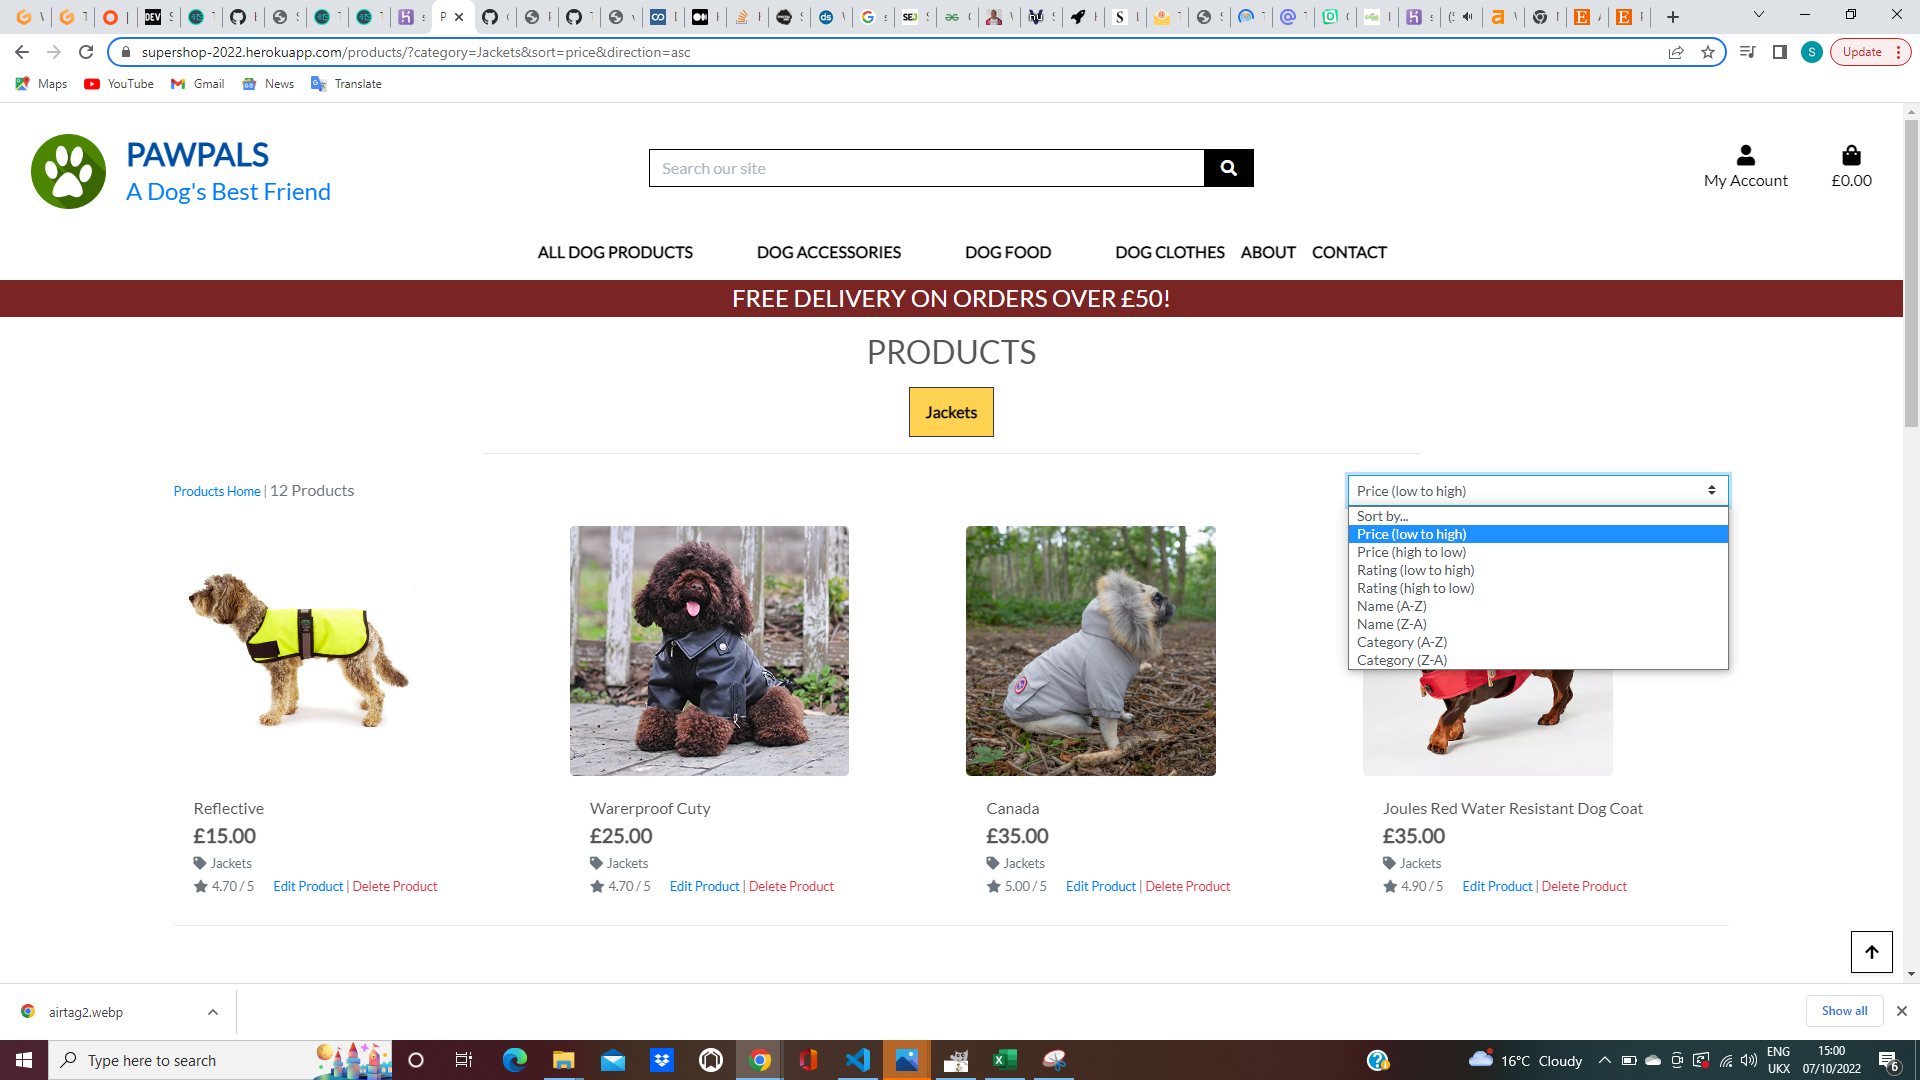 supershop-2022.herokuapp.com/products/?category=Jackets&sort=price&direction=asc
S
Update
Maps
YouTube
Gmail
News
Translate
PAWPALS
A Dog's Best Friend
Search our site
My Account
£0.00
ALL DOG PRODUCTS
DOG ACCESSORIES
DOG FOOD
DOG CLOTHES
ABOUT
CONTACT
FREE DELIVERY ON ORDERS OVER £50!
PRODUCTS
Jackets
Products Home | 12 Products
Price (low to high)
Sort by...
Price (low to high)
Price (high to low)
Rating (low to high)
Rating (high to low)
Name (A-Z)
Name (Z-A)
Category (A-Z)
Category (Z-A)
Reflective
£15.00
Jackets
4.70 / 5 Edit Product | Delete Product
Warerproof Cuty
£25.00
Jackets
4.70 / 5 Edit Product | Delete Product
Canada
£35.00
Jackets
5.00 / 5 Edit Product | Delete Product
Joules Red Water Resistant Dog Coat
£35.00
Jackets
4.90 / 5 Edit Product | Delete Product
airtag2.webp
Show all
Type here to search
16°C Cloudy
ENG
UKX
15:00
07/10/2022
6